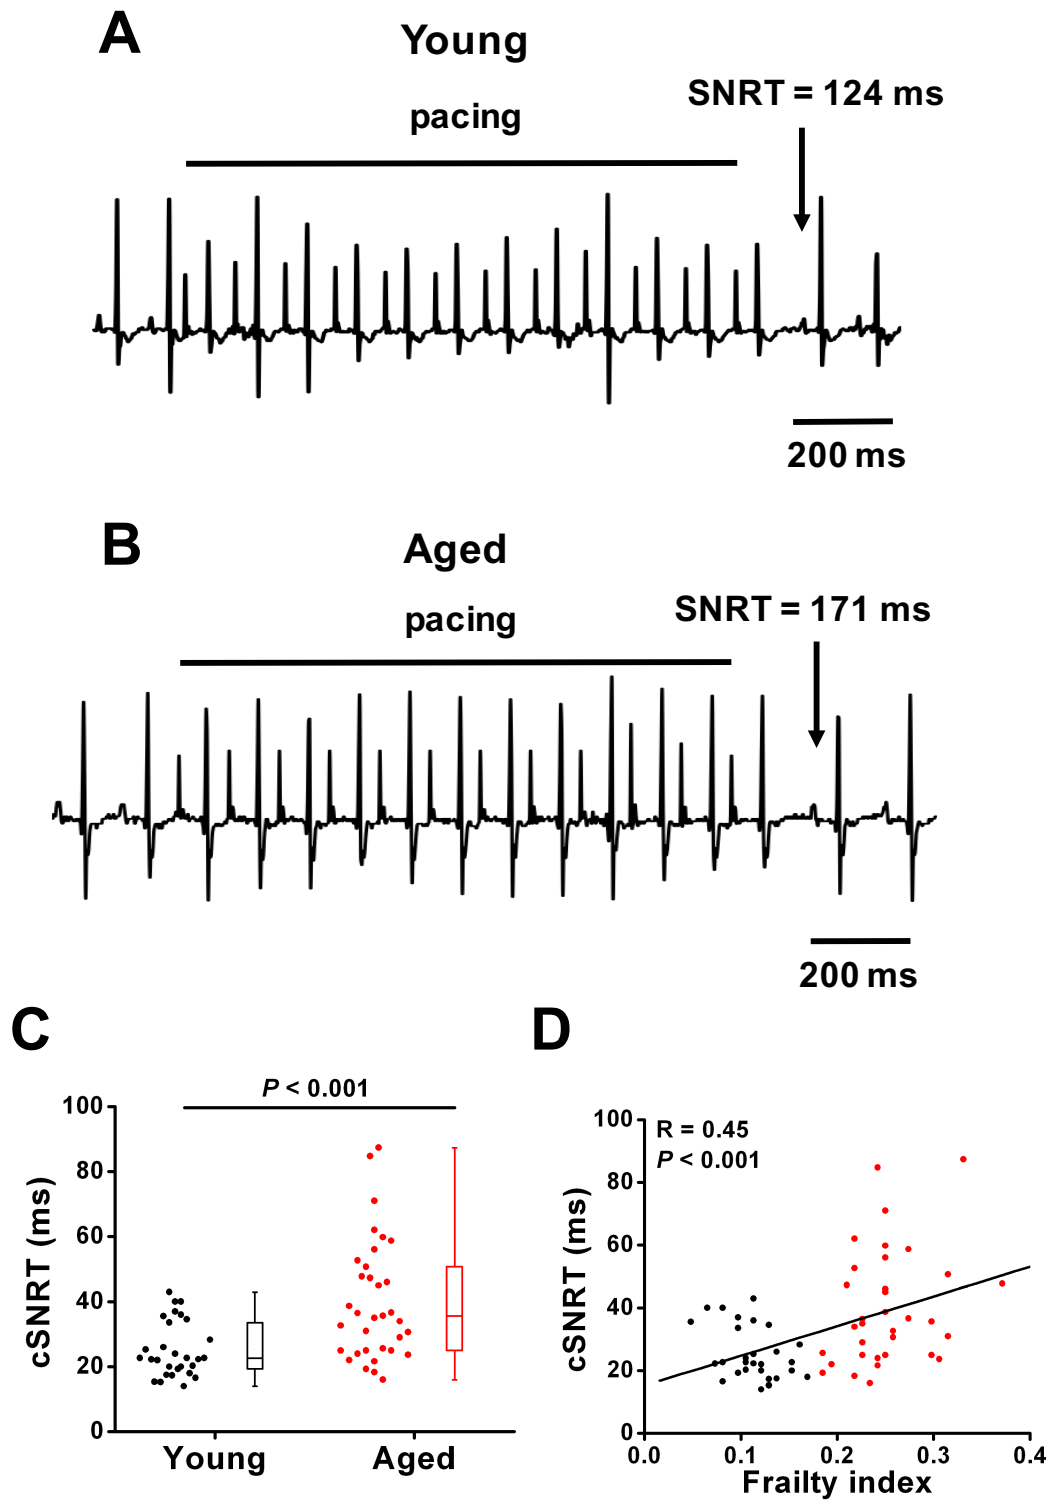 A
Young
SNRT = 124 ms
pacing
200 ms
B
Aged
SNRT = 171 ms
pacing
200 ms
C
P < 0.001
100
80
60
40
20
0
cSNRT (ms)
Young
Aged
D
R = 0.45
P < 0.001
100
80
60
40
20
0
cSNRT (ms)
0.0
0.1
0.2
0.3
0.4
Frailty index